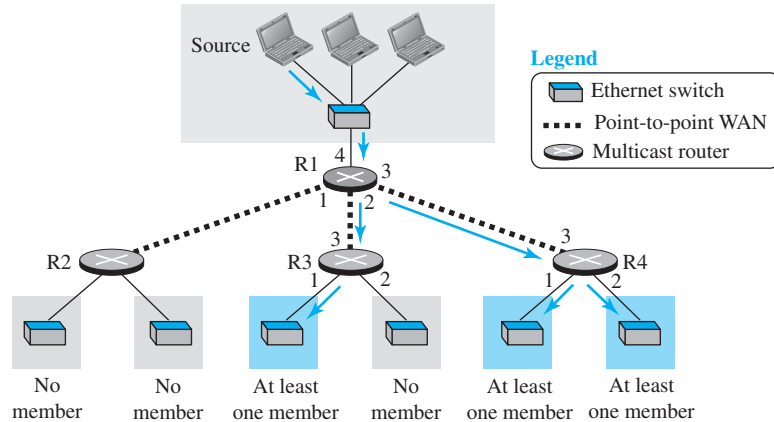 Source
Legend
Ethernet switch
Point-to-point WAN
Multicast router
4
R1
3
1
2
3
3
R2
R3
R4
1
2
1
2
No
member
No
member
At least
one member
No
member
At least
one member
At least
one member